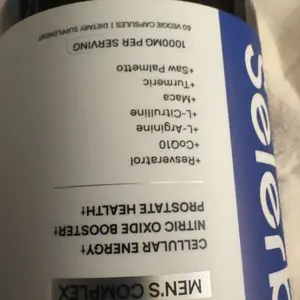 MEN'S COMPLEX
CELLULAR ENERGY†
NITRIC OXIDE BOOSTER†
PROSTATE HEALTH†
+Resveratrol
+CoQ10
+L-Arginine
+L-Citrulline
+Maca
+Turmeric
+Saw Palmetto
1000MG PER SERVING
60 VEGGIE CAPSULES | DIETARY SUPPLEMENT